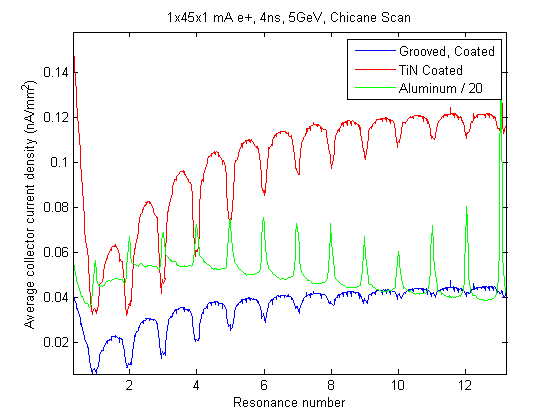 1x45x1 mA e+, 4ns, 5GeV, Chicane Scan
Grooved, Coated
TiN Coated
Aluminum / 20
Average collector current density (nA/mm²)
0.14
0.12
0.1
0.08
0.06
0.04
0.02
2 4 6 8 10 12
Resonance number